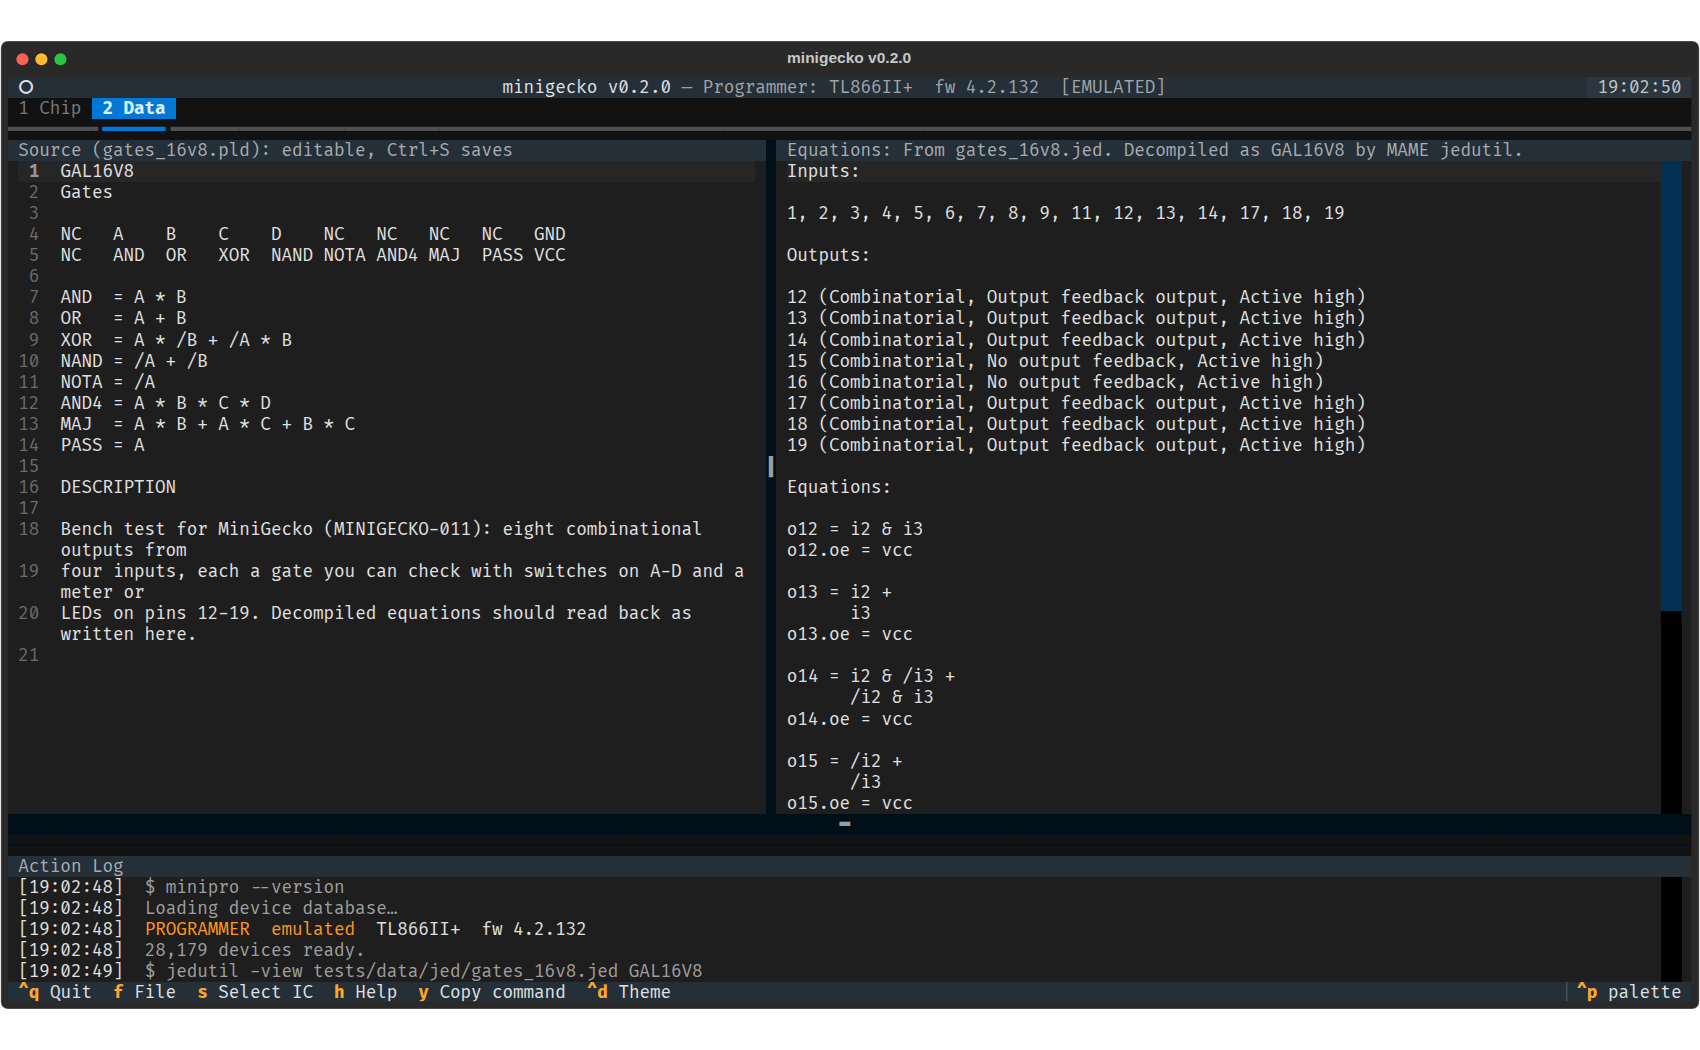 minigecko v0.2.0
minigecko v0.2.0 — Programmer: TL866II+  fw 4.2.132  [EMULATED]
19:02:50
1 Chip  2 Data
Source (gates_16v8.pld): editable, Ctrl+S saves
1  GAL16V8
2  Gates
3
4  NC   A    B    C    D    NC   NC   NC   NC   GND
5  NC   AND  OR   XOR  NAND NOTA AND4 MAJ  PASS VCC
6
7  AND  = A * B
8  OR   = A + B
9  XOR  = A * /B + /A * B
10  NAND = /A + /B
11  NOTA = /A
12  AND4 = A * B * C * D
13  MAJ  = A * B + A * C + B * C
14  PASS = A
15
16  DESCRIPTION
17
18  Bench test for MiniGecko (MINIGECKO-011): eight combinational
outputs from
19  four inputs, each a gate you can check with switches on A-D and a
meter or
20  LEDs on pins 12-19. Decompiled equations should read back as
written here.
21
Equations: From gates_16v8.jed. Decompiled as GAL16V8 by MAME jedutil.
Inputs:
1, 2, 3, 4, 5, 6, 7, 8, 9, 11, 12, 13, 14, 17, 18, 19
Outputs:
12 (Combinatorial, Output feedback output, Active high)
13 (Combinatorial, Output feedback output, Active high)
14 (Combinatorial, Output feedback output, Active high)
15 (Combinatorial, No output feedback, Active high)
16 (Combinatorial, No output feedback, Active high)
17 (Combinatorial, Output feedback output, Active high)
18 (Combinatorial, Output feedback output, Active high)
19 (Combinatorial, Output feedback output, Active high)
Equations:
o12 = i2 & i3
o12.oe = vcc
o13 = i2 +
i3
o13.oe = vcc
o14 = i2 & /i3 +
/i2 & i3
o14.oe = vcc
o15 = /i2 +
/i3
o15.oe = vcc
Action Log
[19:02:48]  $ minipro --version
[19:02:48]  Loading device database…
[19:02:48]  PROGRAMMER  emulated  TL866II+  fw 4.2.132
[19:02:48]  28,179 devices ready.
[19:02:49]  $ jedutil -view tests/data/jed/gates_16v8.jed GAL16V8
^q Quit  f File  s Select IC  h Help  y Copy command  ^d Theme
^p palette